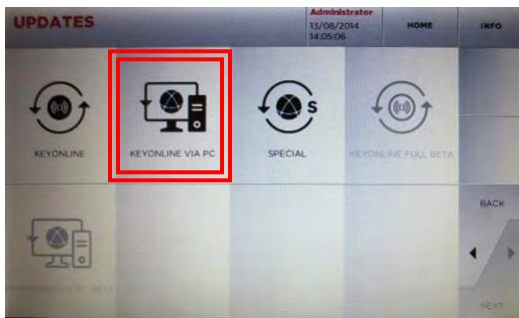 UPDATES
Administrator
13/08/2014
14:05:06
HOME
INFO
KEYONLINE
KEYONLINE VIA PC
SPECIAL
S
KEYONLINE FULL BETA
BACK
NEXT